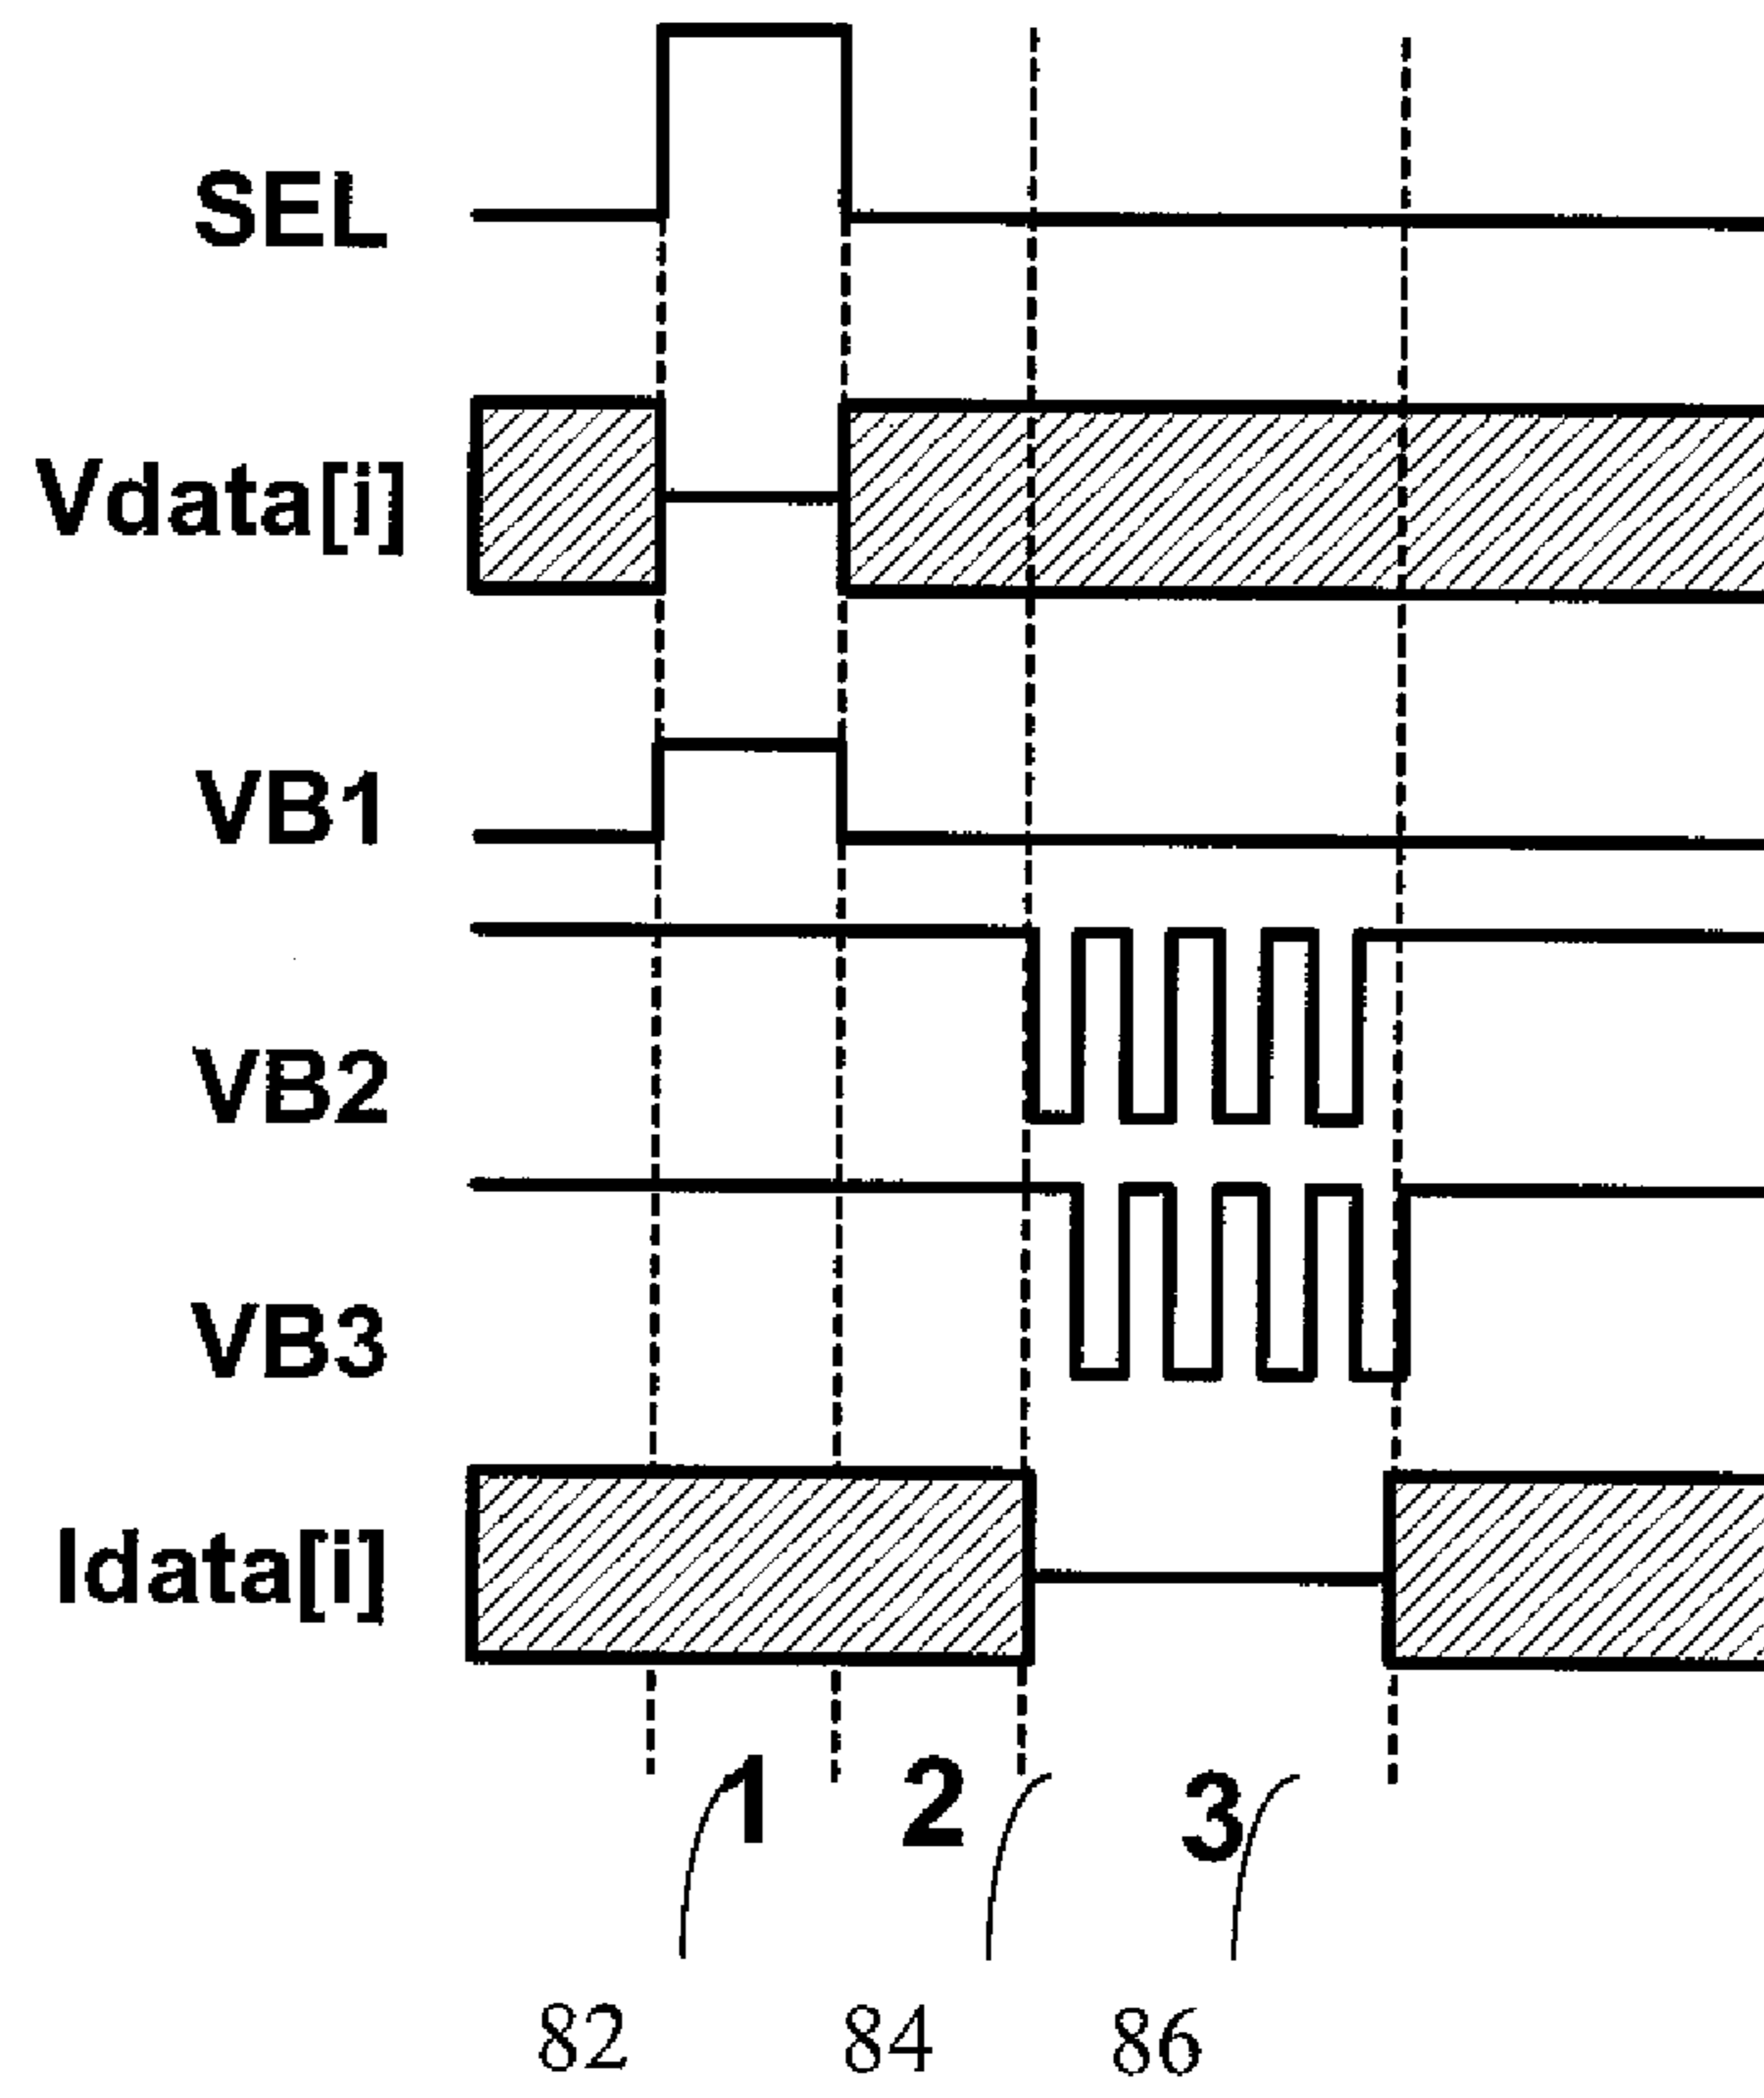 SEL
Vdata[i]
VB1
VB2
VB3
Idata[i]
1 2 3
82 84 86